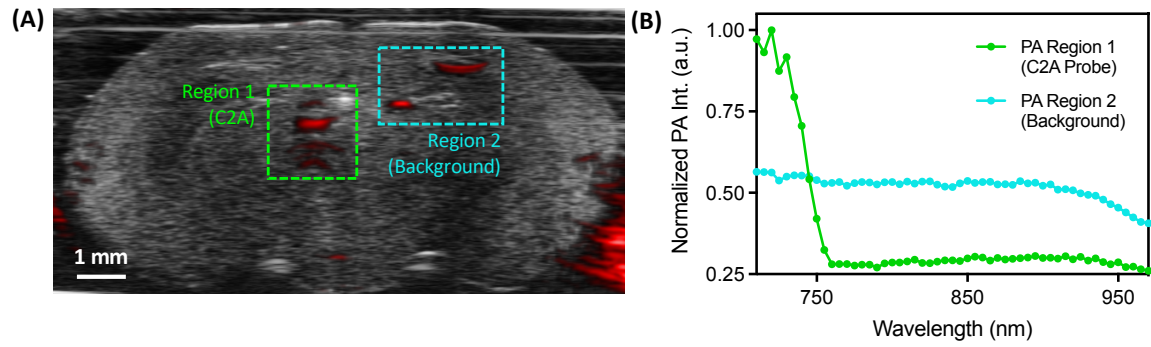 (A)
Region 1
(C2A)
Region 2
(Background)
1 mm
(B)
Normalized PA Int. (a.u.)
1.00
0.75
0.50
0.25
PA Region 1
(C2A Probe)
PA Region 2
(Background)
750
850
950
Wavelength (nm)